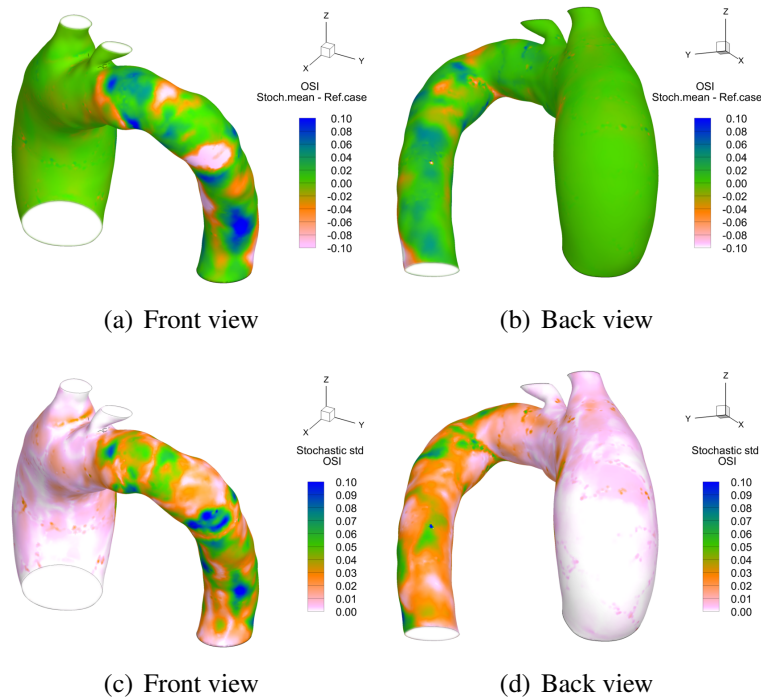 Z
X
Y
OSI
Stoch.mean - Ref.case
0.10
0.08
0.06
0.04
0.02
0.00
-0.02
-0.04
-0.06
-0.08
-0.10
(a) Front view
Z
Y
X
OSI
Stoch.mean - Ref.case
0.10
0.08
0.06
0.04
0.02
0.00
-0.02
-0.04
-0.06
-0.08
-0.10
(b) Back view
Z
X
Y
Stochastic std
OSI
0.10
0.09
0.08
0.07
0.06
0.05
0.04
0.03
0.02
0.01
0.00
(c) Front view
Z
Y
X
Stochastic std
OSI
0.10
0.09
0.08
0.07
0.06
0.05
0.04
0.03
0.02
0.01
0.00
(d) Back view